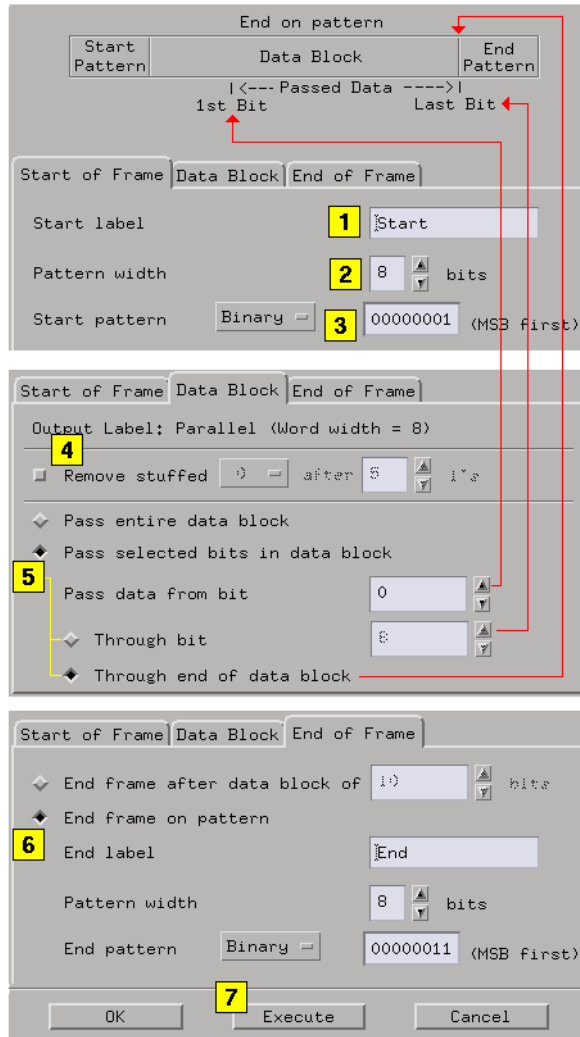 End on pattern
Start Pattern
Data Block
End Pattern
|<--- Passed Data ---->|
1st Bit
Last Bit
Start of Frame Data Block End of Frame
Start label 1 Start
Pattern width 2 8 bits
Start pattern Binary 3 00000001 (MSB first)
Start of Frame Data Block End of Frame
Output Label: Parallel (Word width = 8)
4
Remove stuffed 0 after 5 1's
Pass entire data block
Pass selected bits in data block
5
Pass data from bit 0
Through bit 8
Through end of data block
Start of Frame Data Block End of Frame
End frame after data block of 10 bits
End frame on pattern
6
End label End
Pattern width 8 bits
End pattern Binary 00000011 (MSB first)
7
OK Execute Cancel